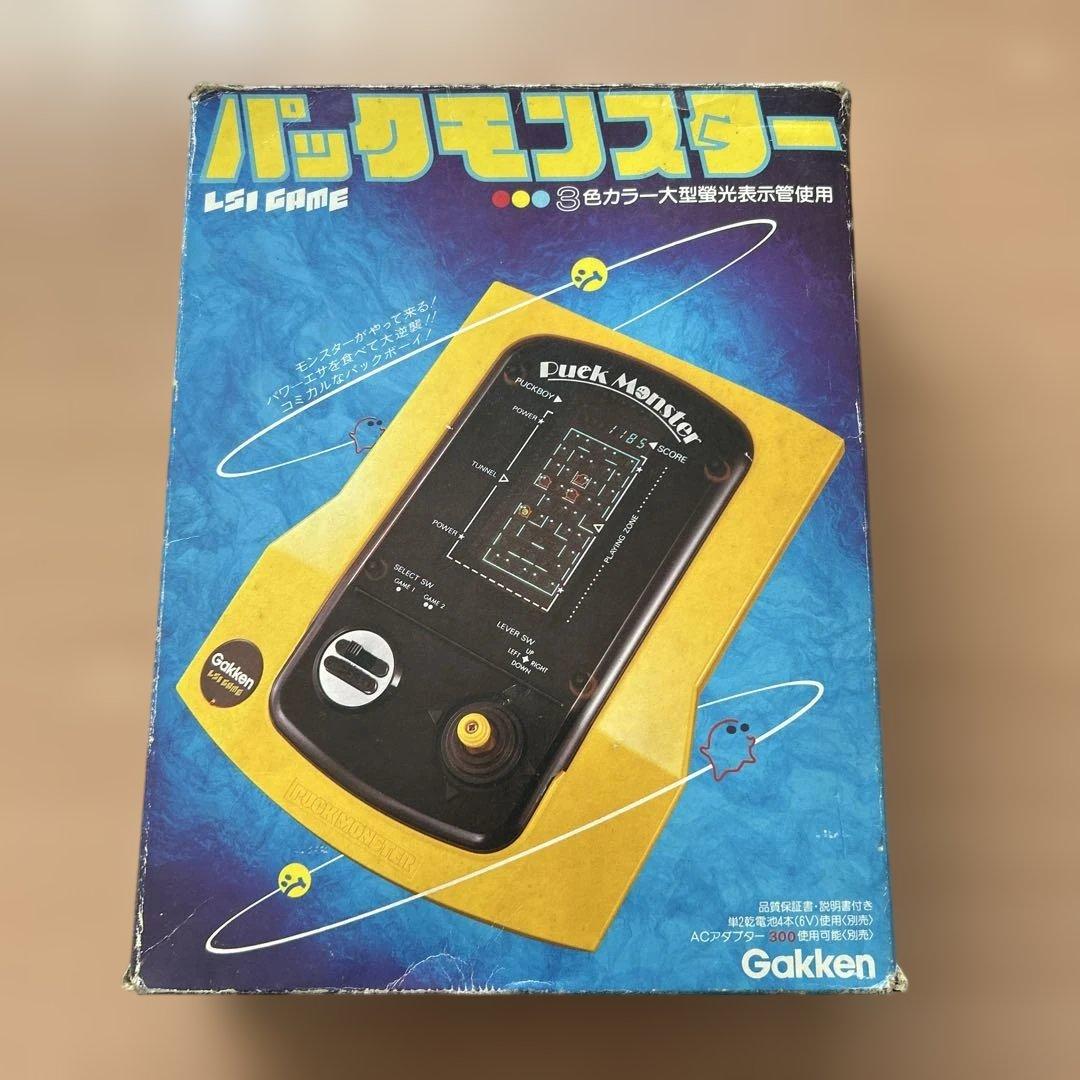 パックモンスター
LSI GAME
3色カラー大型螢光表示管使用
モンスターがやって来る!
パワーエサを食べて大逆襲!!
コミカルなパックボーイ!
Puck Monster
PUCKBOY▶
1185 ◀SCORE
POWER★
TUNNEL▷
POWER★
PLAYING ZONE
SELECT SW
GAME 1 GAME 2
LEVER SW
UP
LEFT RIGHT
DOWN
Gakken
LSI GAME
PUCKMONSTER
品質保証書・説明書付き
単2乾電池4本(6V)使用〈別売〉
ACアダプター 300使用可能〈別売〉
Gakken